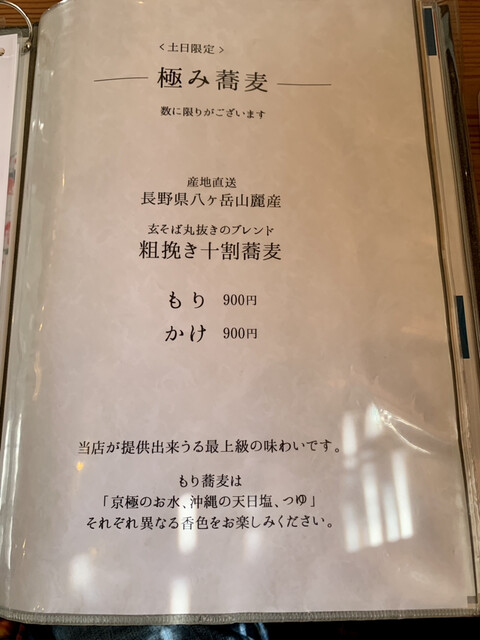 〈土日限定〉
極み蕎麦
数に限りがございます
産地直送
長野県八ヶ岳山麗産
玄そば丸抜きのブレンド
粗挽き十割蕎麦
もり 900円
かけ 900円
当店が提供出来うる最上級の味わいです。
もり蕎麦は
「京極のお水、沖縄の天日塩、つゆ」
それぞれ異なる香色をお楽しみください。